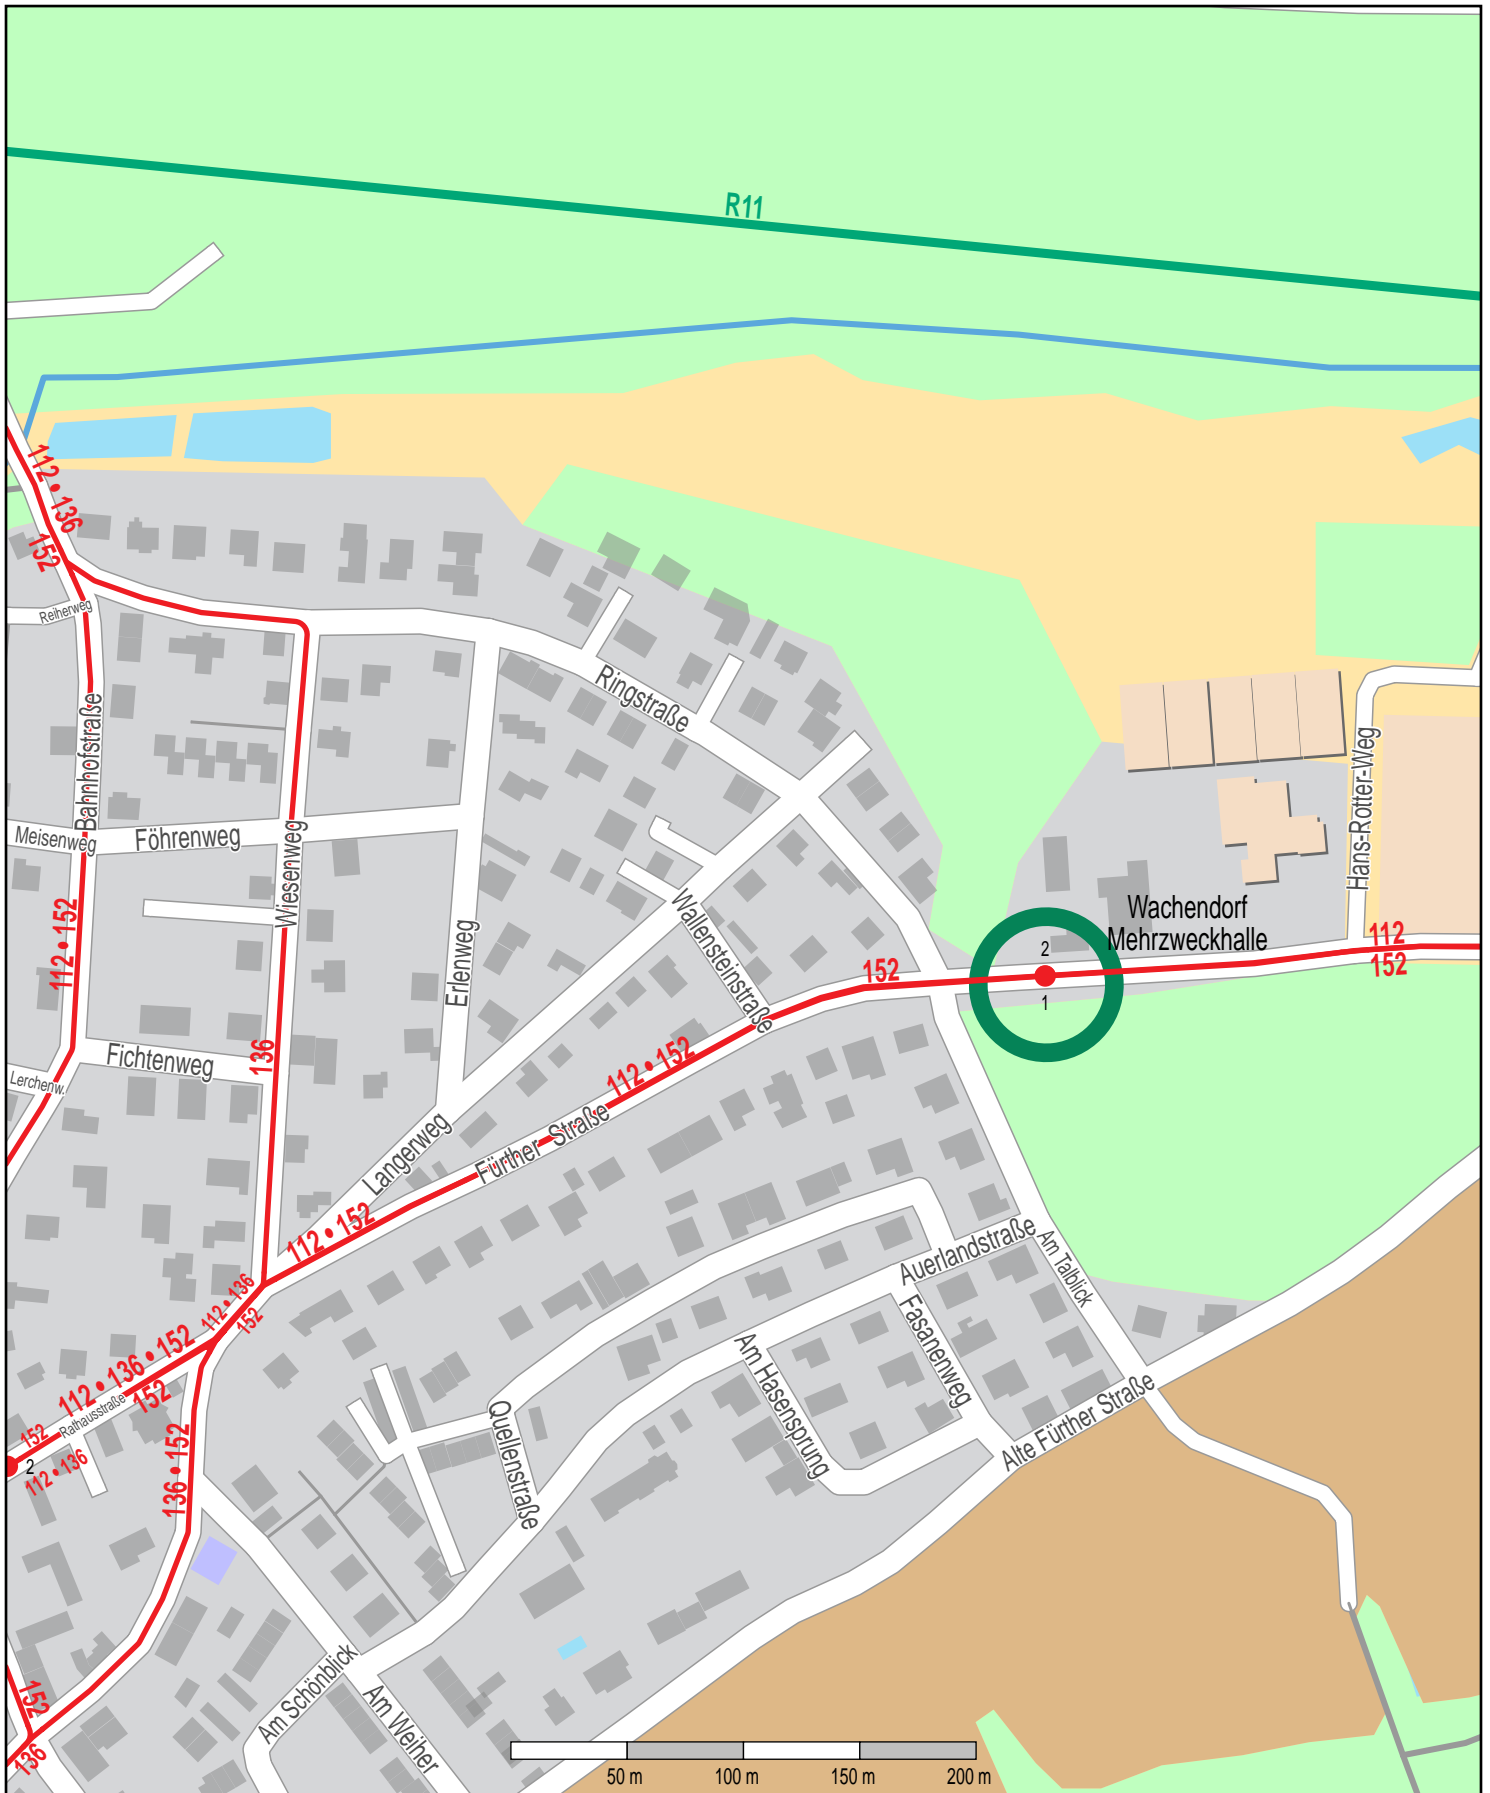 R11
112 • 136
152
Reiherweg
Ringstraße
Bahnhofstraße
Meisenweg
Föhrenweg
Wiesenweg
Hans-Rotter-Weg
Wallensteinstraße
Erlenweg
112 • 152
Wachendorf
Mehrzweckhalle
2
1
152
112
152
136
Fichtenweg
Lerchenw.
112 • 152
Fürther Straße
Langerweg
112 • 152
Auerlandstraße
Am Talblick
Fasanenweg
112 • 136
152
112 • 136 • 152
152
Rathausstraße
152
2
112 • 136
136 • 152
Am Hasensprung
Alte Fürther Straße
Quellenstraße
Am Schönblick
Am Weiher
152
136
50 m
100 m
150 m
200 m